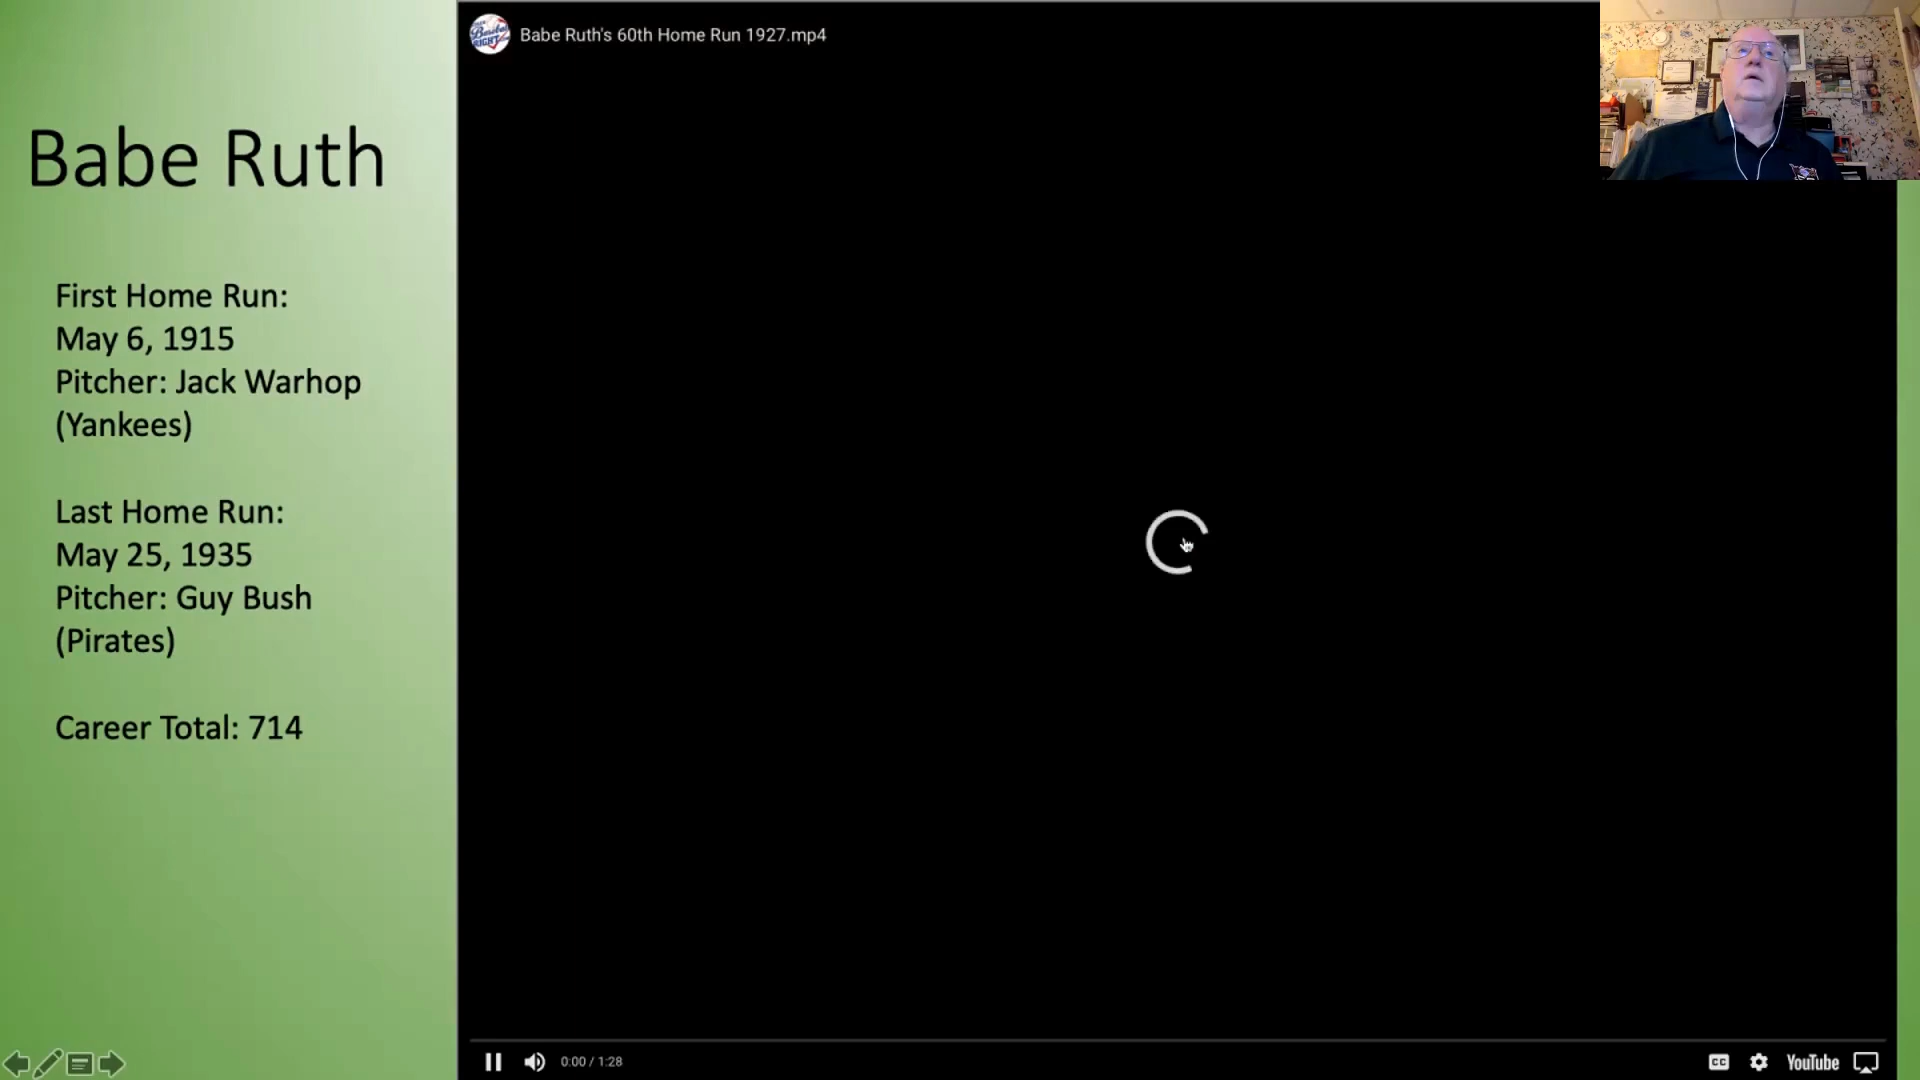 Babe Ruth's 60th Home Run 1927.mp4
Babe Ruth
First Home Run:
May 6, 1915
Pitcher: Jack Warhop
(Yankees)
Last Home Run:
May 25, 1935
Pitcher: Guy Bush
(Pirates)
Career Total: 714
0:00 / 1:28
CC
YouTube